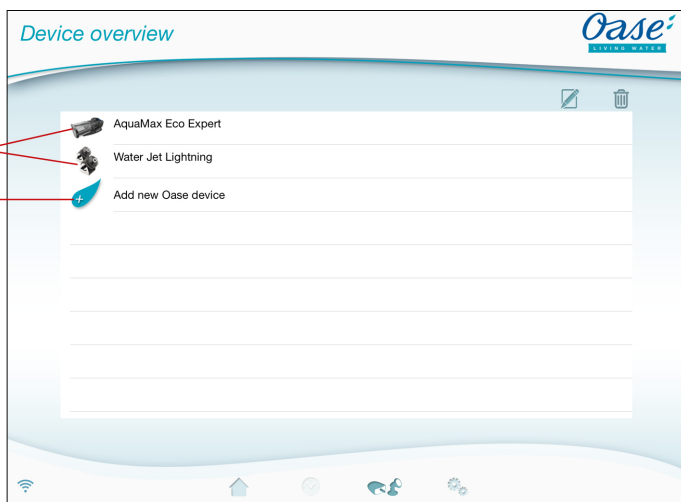 Device overview
Oase
LIVING WATER
AquaMax Eco Expert
Water Jet Lightning
Add new Oase device